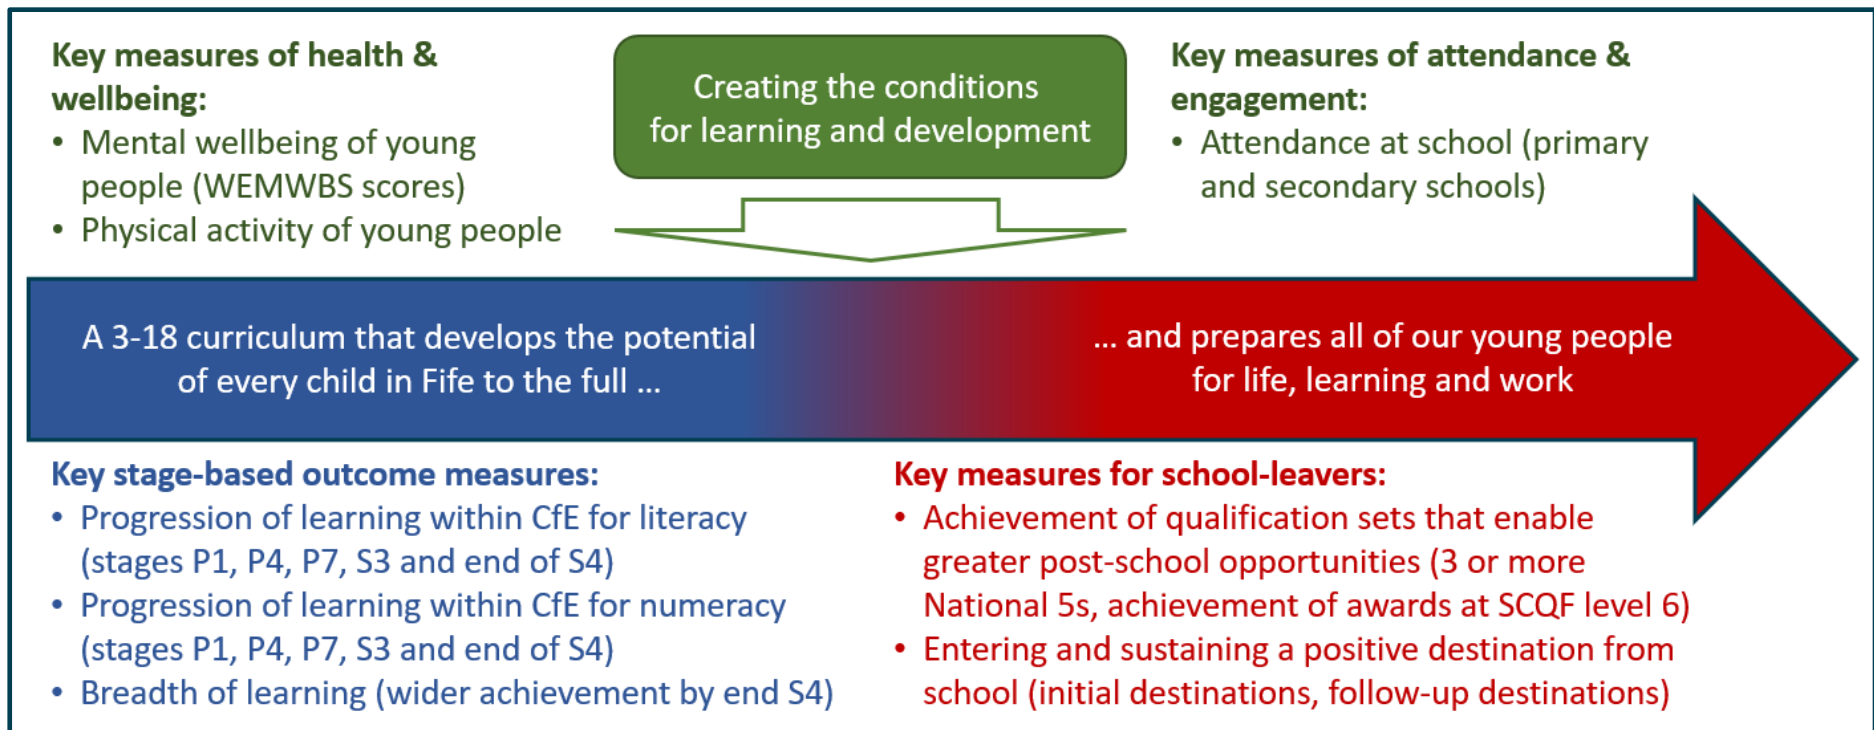 Key measures of health &
wellbeing:
• Mental wellbeing of young
people (WEMWBS scores)
• Physical activity of young people
Creating the conditions
for learning and development
Key measures of attendance &
engagement:
• Attendance at school (primary
and secondary schools)
A 3-18 curriculum that develops the potential
of every child in Fife to the full ...
... and prepares all of our young people
for life, learning and work
Key stage-based outcome measures:
• Progression of learning within CfE for literacy
(stages P1, P4, P7, S3 and end of S4)
• Progression of learning within CfE for numeracy
(stages P1, P4, P7, S3 and end of S4)
• Breadth of learning (wider achievement by end S4)
Key measures for school-leavers:
• Achievement of qualification sets that enable
greater post-school opportunities (3 or more
National 5s, achievement of awards at SCQF level 6)
• Entering and sustaining a positive destination from
school (initial destinations, follow-up destinations)